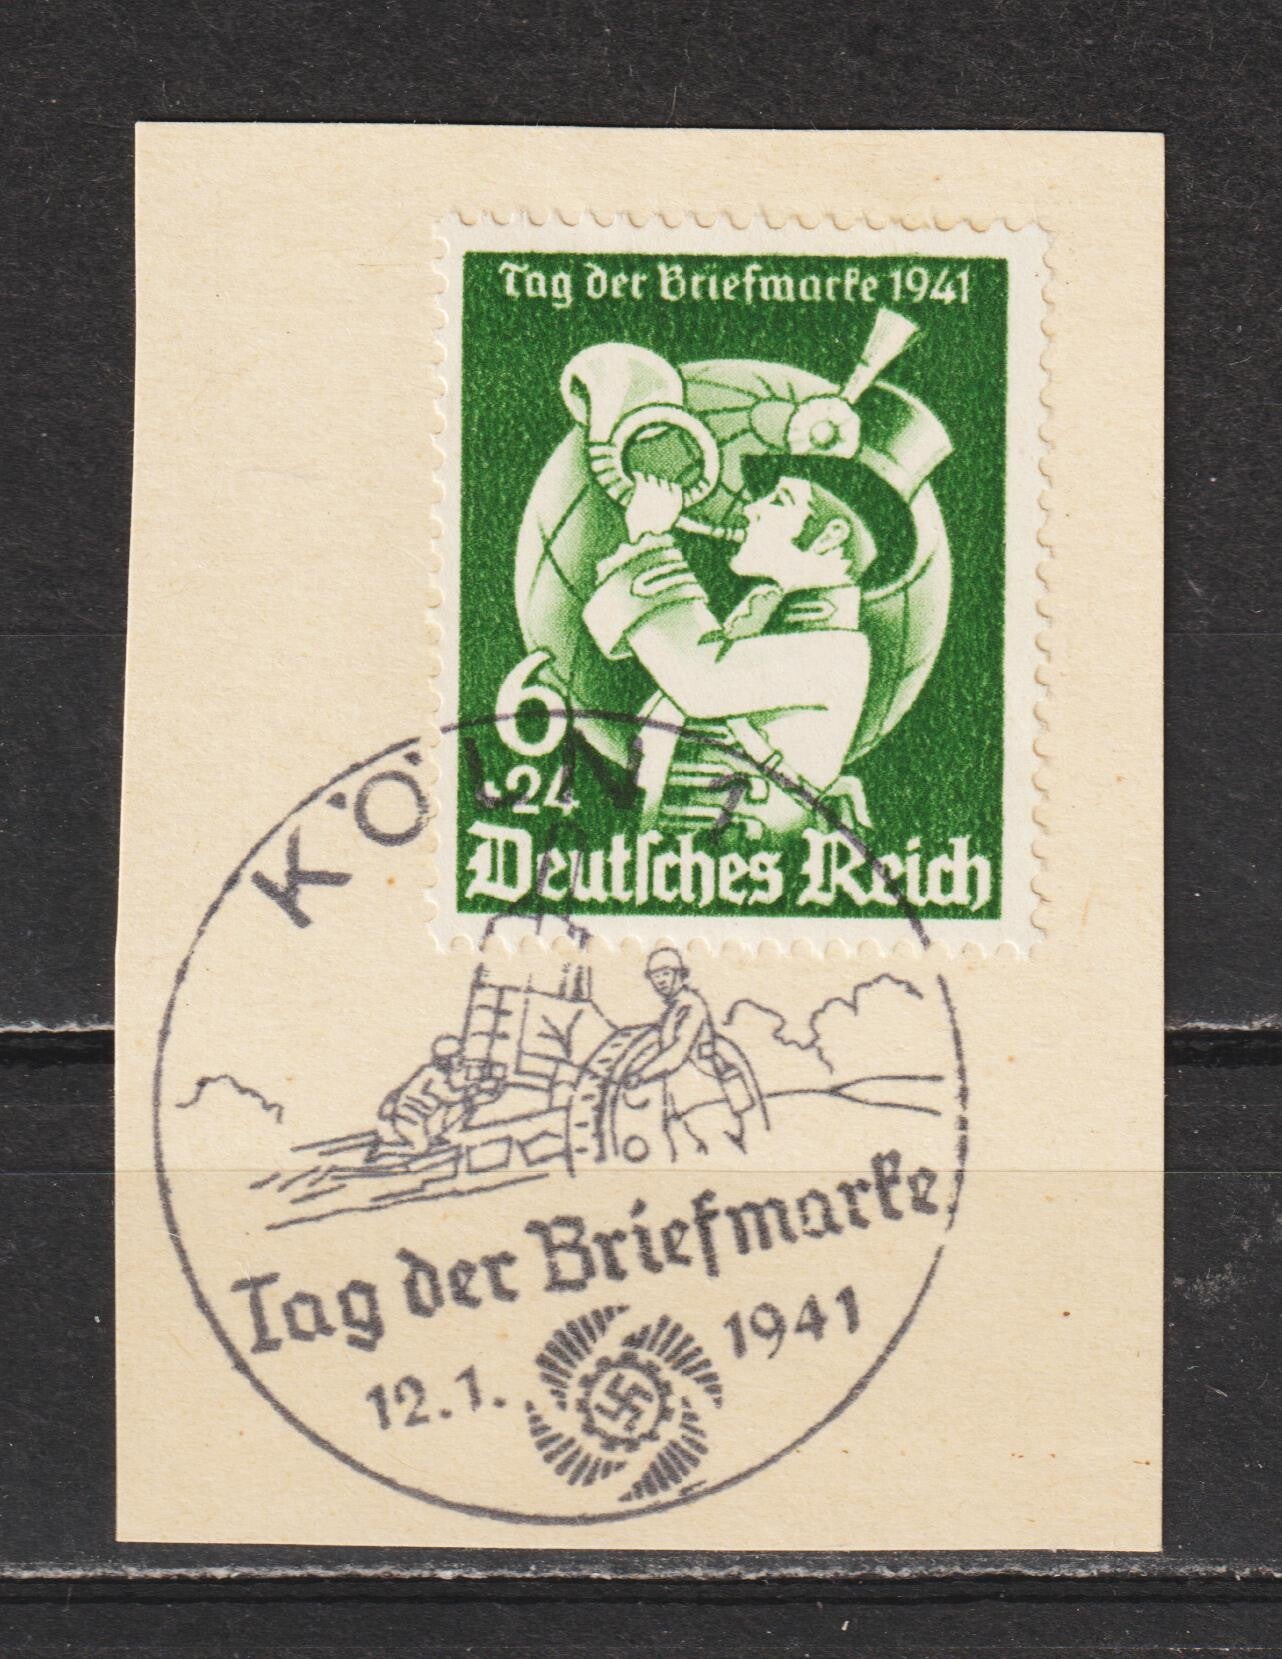 Tag der Briefmarke 1941
6
+24
Deutsches Reich
KÖLN 1
Tag der Briefmarke
12.1. 1941